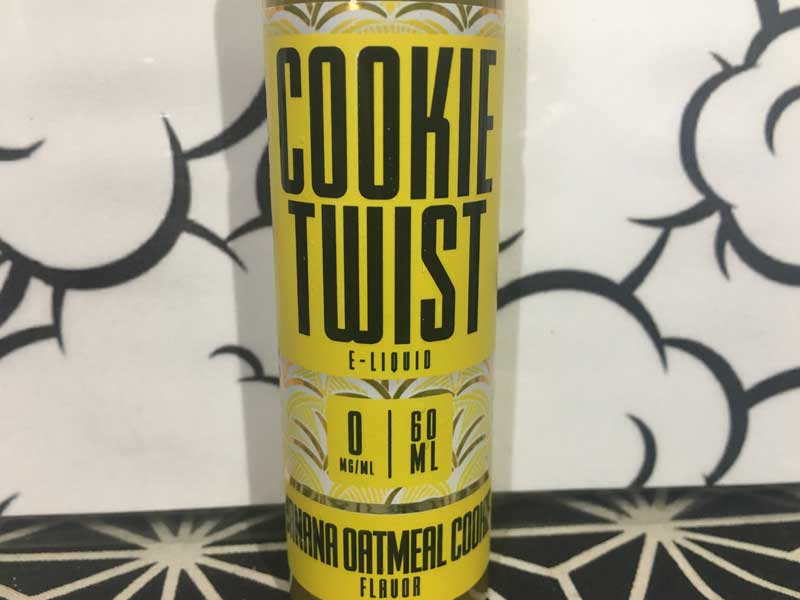 COOKIE
TWIST
E-LIQUID
0
MG/ML
60
ML
OATMEAL
FLAVOR